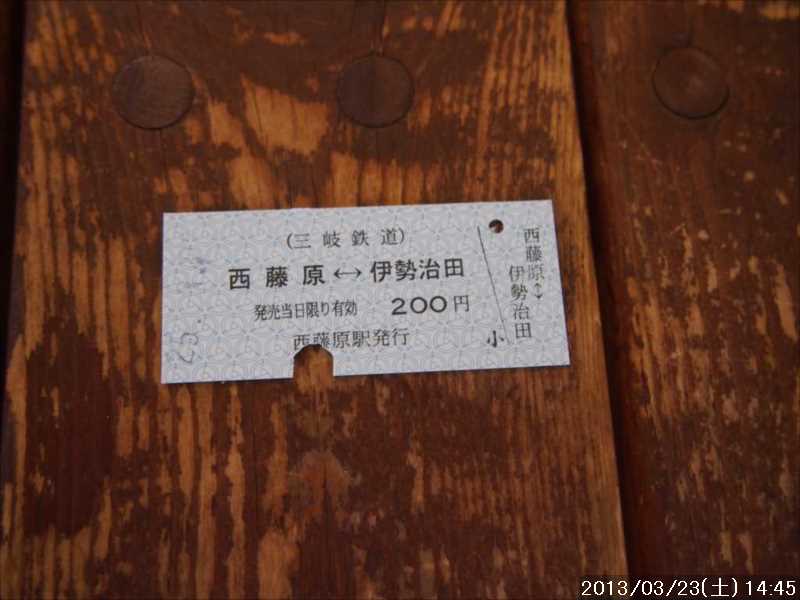 (三岐鉄道)
西藤原↔伊勢治田
発売当日限り有効 200円
西藤原駅発行
小
西藤原↔
伊勢治田
2013/03/23(土) 14:45